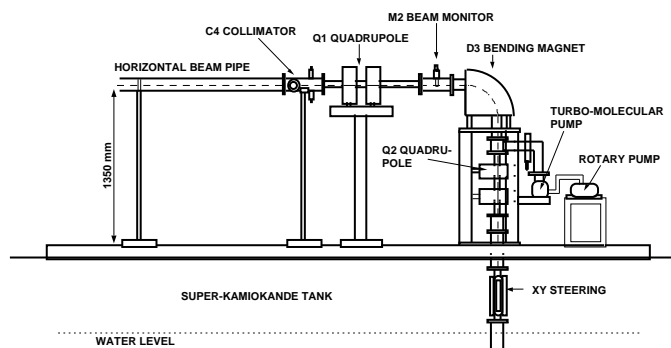 M2 BEAM MONITOR
C4 COLLIMATOR
Q1 QUADRUPOLE
D3 BENDING MAGNET
HORIZONTAL BEAM PIPE
TURBO-MOLECULAR
PUMP
Q2 QUADRU-
POLE
ROTARY PUMP
1350 mm
SUPER-KAMIOKANDE TANK
XY STEERING
WATER LEVEL